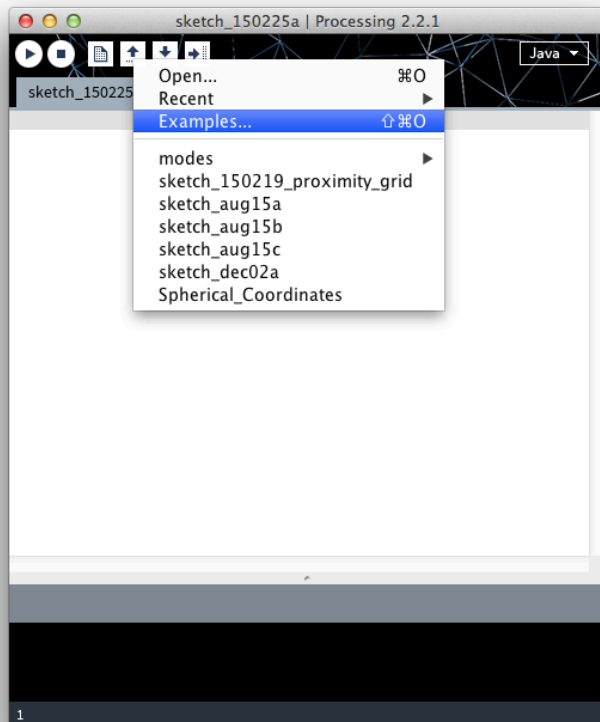 sketch_150225a | Processing 2.2.1
Java
sketch_150225
Open... ⌘O
Recent
Examples... ⇧⌘O
modes
sketch_150219_proximity_grid
sketch_aug15a
sketch_aug15b
sketch_aug15c
sketch_dec02a
Spherical_Coordinates
1